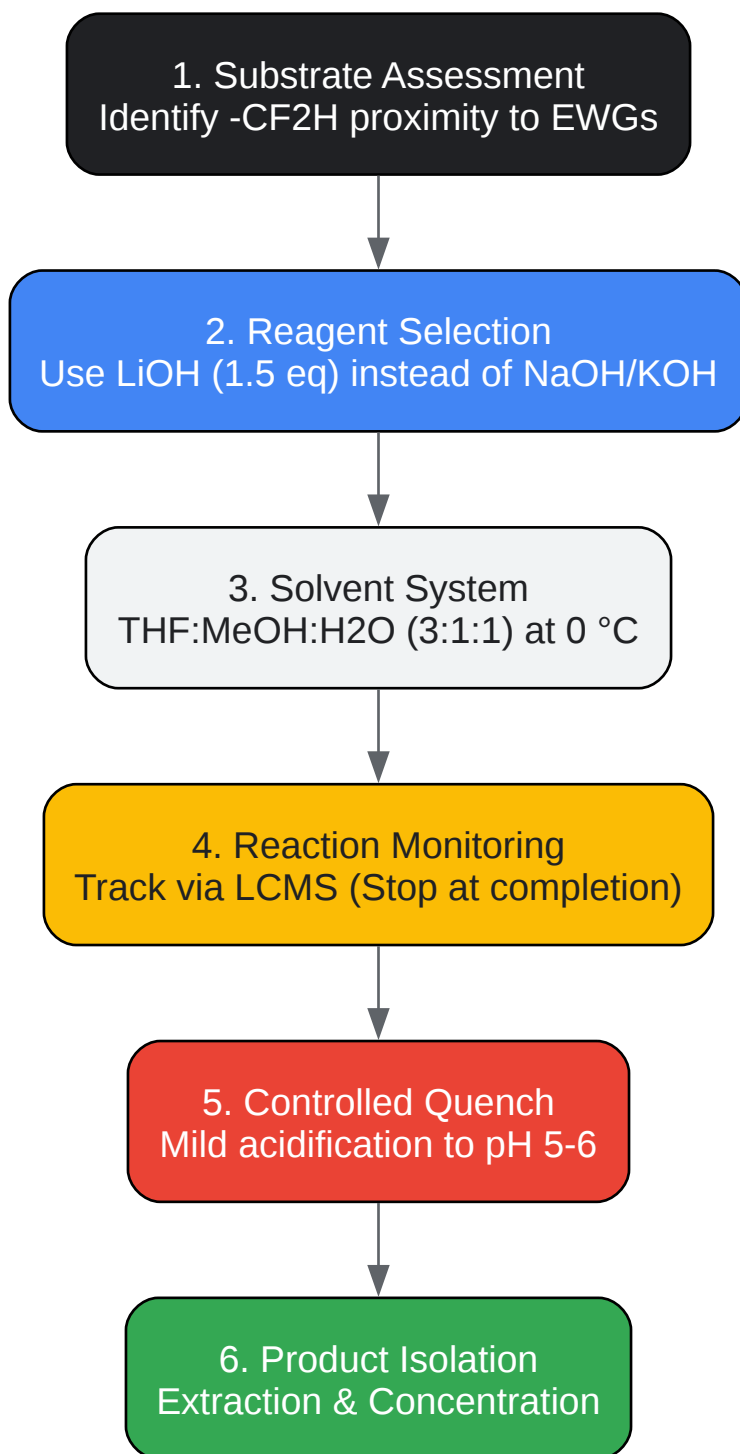 1. Substrate Assessment
Identify -CF2H proximity to EWGs
2. Reagent Selection
Use LiOH (1.5 eq) instead of NaOH/KOH
3. Solvent System
THF:MeOH:H2O (3:1:1) at 0 °C
4. Reaction Monitoring
Track via LCMS (Stop at completion)
5. Controlled Quench
Mild acidification to pH 5-6
6. Product Isolation
Extraction & Concentration